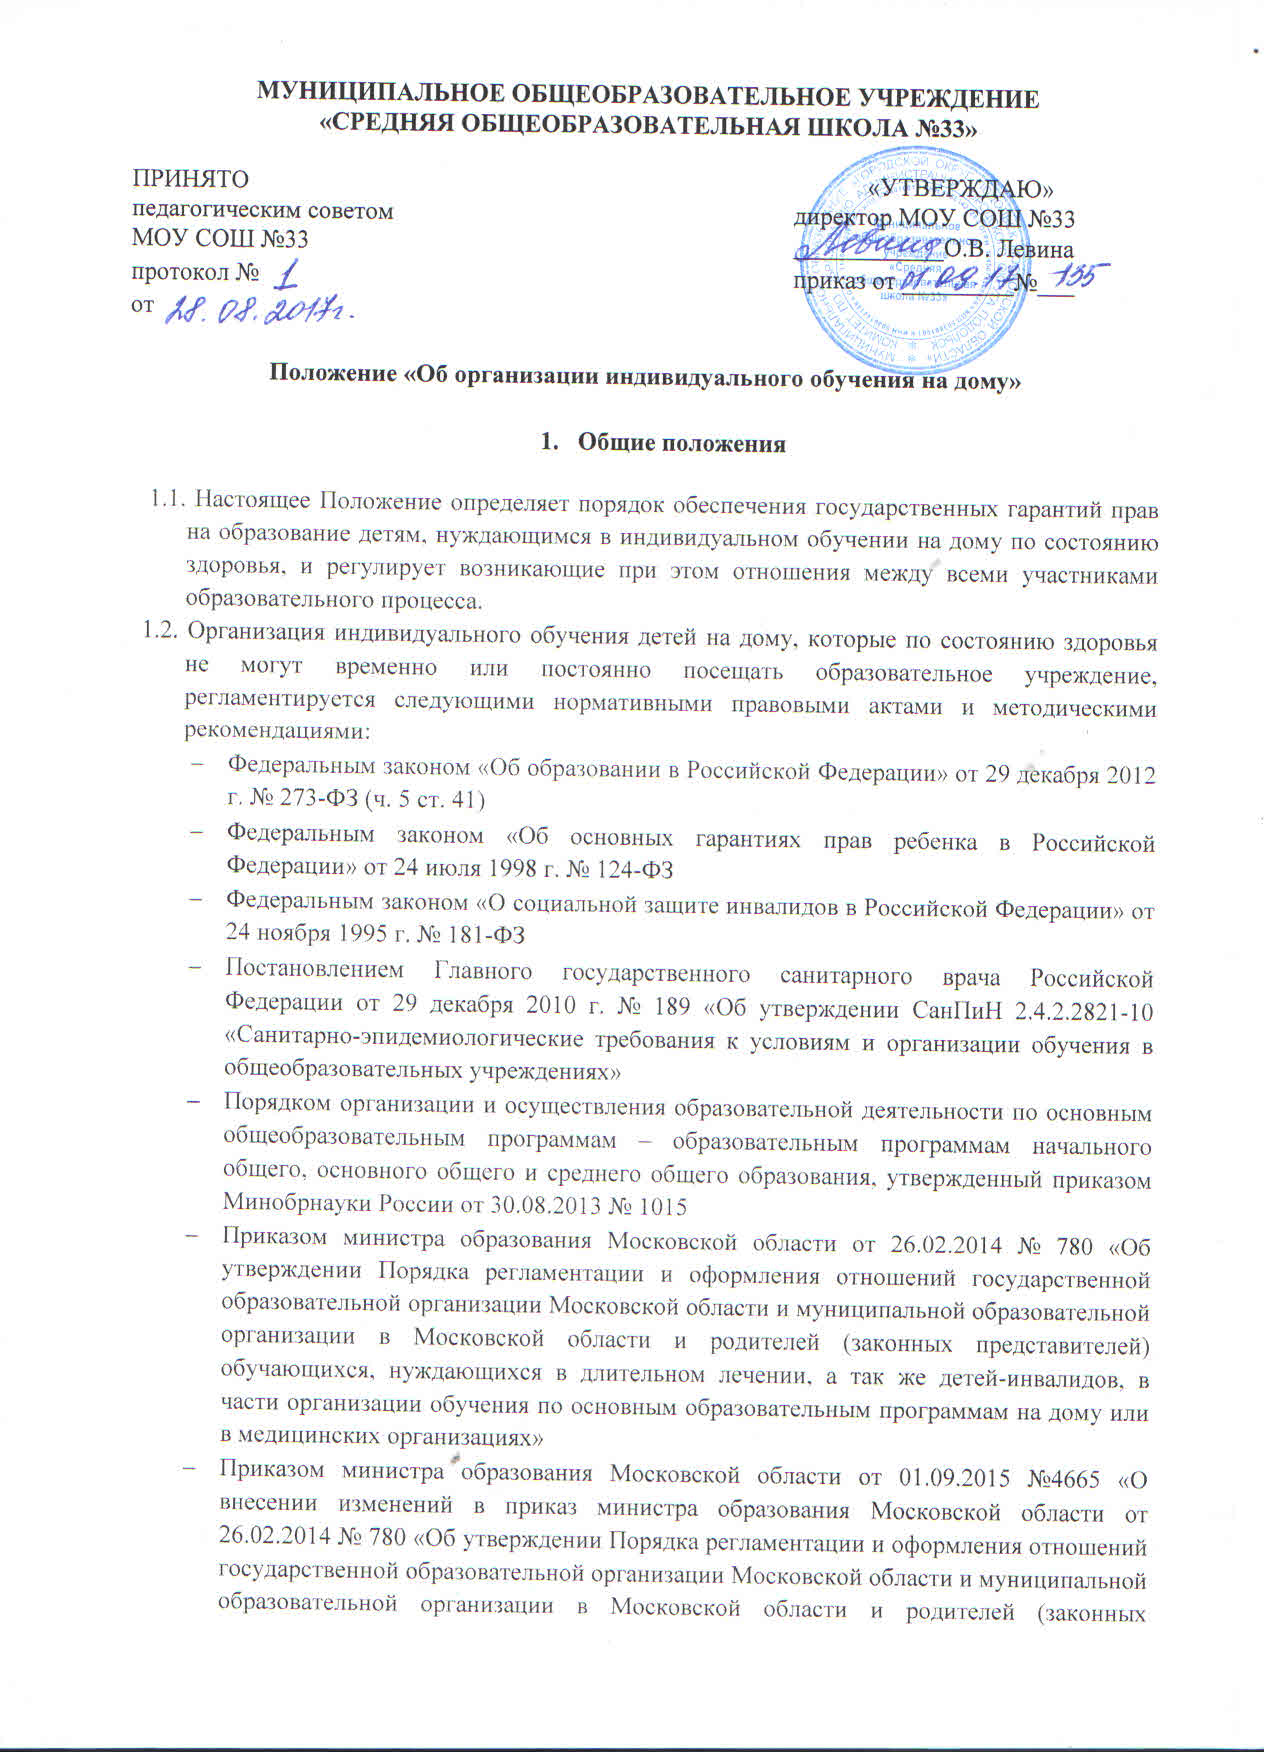 МУНИЦИПАЛЬНОЕ ОБЩЕОБРАЗОВАТЕЛЬНОЕ УЧРЕЖДЕНИЕ
«СРЕДНЯЯ ОБЩЕОБРАЗОВАТЕЛЬНАЯ ШКОЛА №33»
ПРИНЯТО
педагогическим советом
МОУ СОШ №33
протокол № 1
от 28.08.2017г.
«УТВЕРЖДАЮ»
директор МОУ СОШ №33
О.В. Левина
приказ от 01 09 17 № 135
Положение «Об организации индивидуального обучения на дому»
1. Общие положения
1.1. Настоящее Положение определяет порядок обеспечения государственных гарантий прав
на образование детям, нуждающимся в индивидуальном обучении на дому по состоянию
здоровья, и регулирует возникающие при этом отношения между всеми участниками
образовательного процесса.
1.2. Организация индивидуального обучения детей на дому, которые по состоянию здоровья
не могут временно или постоянно посещать образовательное учреждение,
регламентируется следующими нормативными правовыми актами и методическими
рекомендациями:
– Федеральным законом «Об образовании в Российской Федерации» от 29 декабря 2012
г. № 273-ФЗ (ч. 5 ст. 41)
– Федеральным законом «Об основных гарантиях прав ребенка в Российской
Федерации» от 24 июля 1998 г. № 124-ФЗ
– Федеральным законом «О социальной защите инвалидов в Российской Федерации» от
24 ноября 1995 г. № 181-ФЗ
– Постановлением Главного государственного санитарного врача Российской
Федерации от 29 декабря 2010 г. № 189 «Об утверждении СанПиН 2.4.2.2821-10
«Санитарно-эпидемиологические требования к условиям и организации обучения в
общеобразовательных учреждениях»
– Порядком организации и осуществления образовательной деятельности по основным
общеобразовательным программам – образовательным программам начального
общего, основного общего и среднего общего образования, утвержденный приказом
Минобрнауки России от 30.08.2013 № 1015
– Приказом министра образования Московской области от 26.02.2014 № 780 «Об
утверждении Порядка регламентации и оформления отношений государственной
образовательной организации Московской области и муниципальной образовательной
организации в Московской области и родителей (законных представителей)
обучающихся, нуждающихся в длительном лечении, а так же детей-инвалидов, в
части организации обучения по основным образовательным программам на дому или
в медицинских организациях»
– Приказом министра образования Московской области от 01.09.2015 №4665 «О
внесении изменений в приказ министра образования Московской области от
26.02.2014 № 780 «Об утверждении Порядка регламентации и оформления отношений
государственной образовательной организации Московской области и муниципальной
образовательной организации в Московской области и родителей (законных